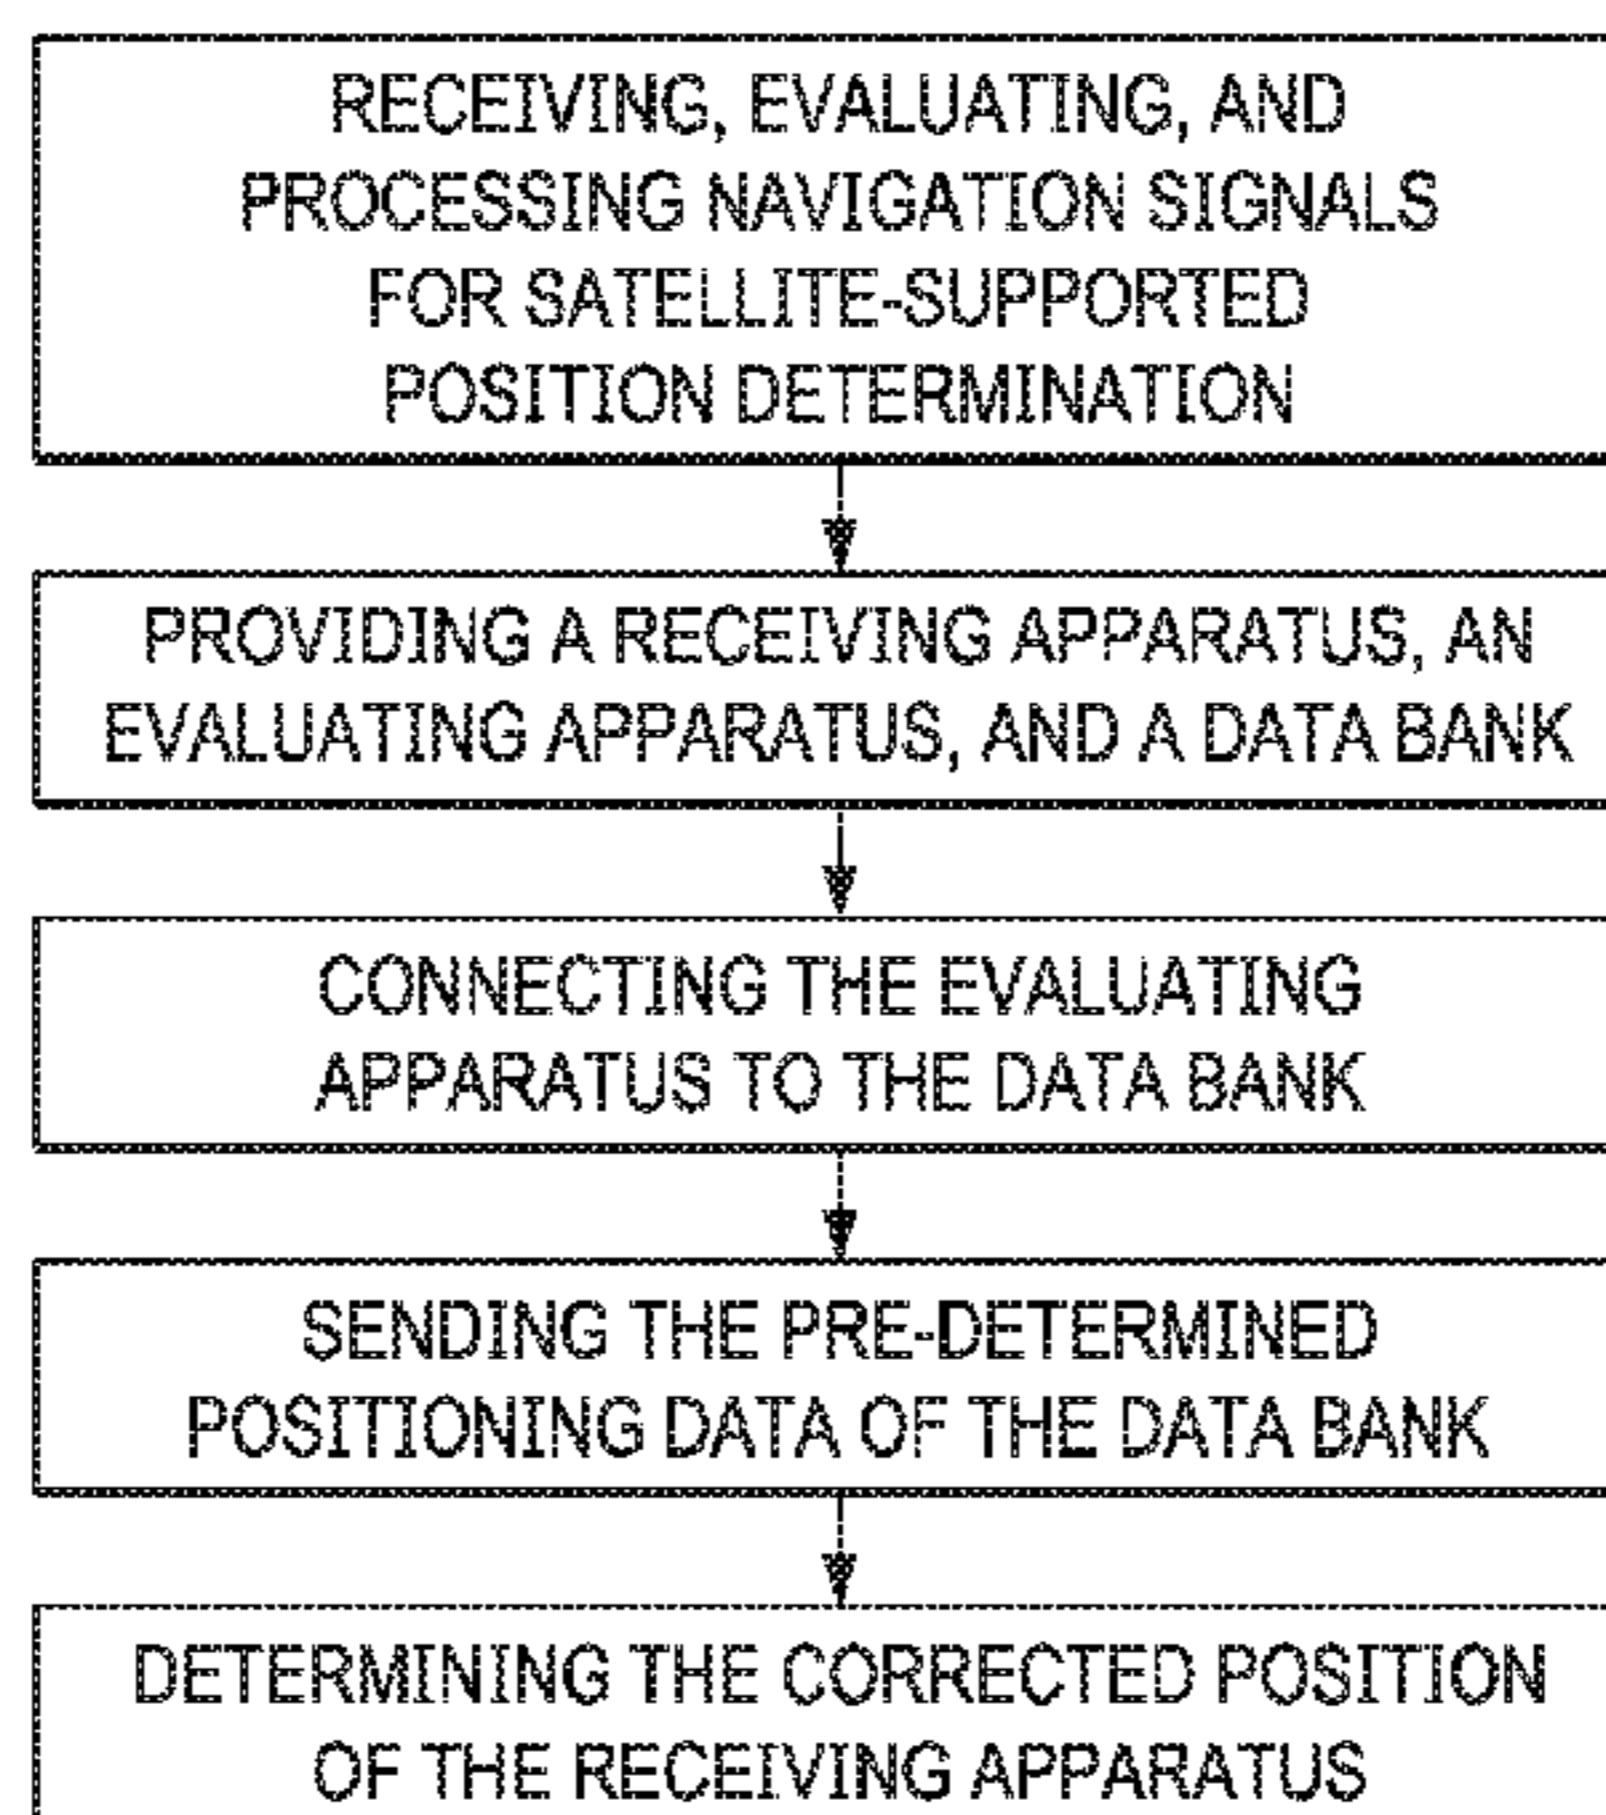 RECEIVING, EVALUATING, AND
PROCESSING NAVIGATION SIGNALS
FOR SATELLITE-SUPPORTED
POSITION DETERMINATION
PROVIDING A RECEIVING APPARATUS, AN
EVALUATING APPARATUS, AND A DATA BANK
CONNECTING THE EVALUATING
APPARATUS TO THE DATA BANK
SENDING THE PRE-DETERMINED
POSITIONING DATA OF THE DATA BANK
DETERMINING THE CORRECTED POSITION
OF THE RECEIVING APPARATUS